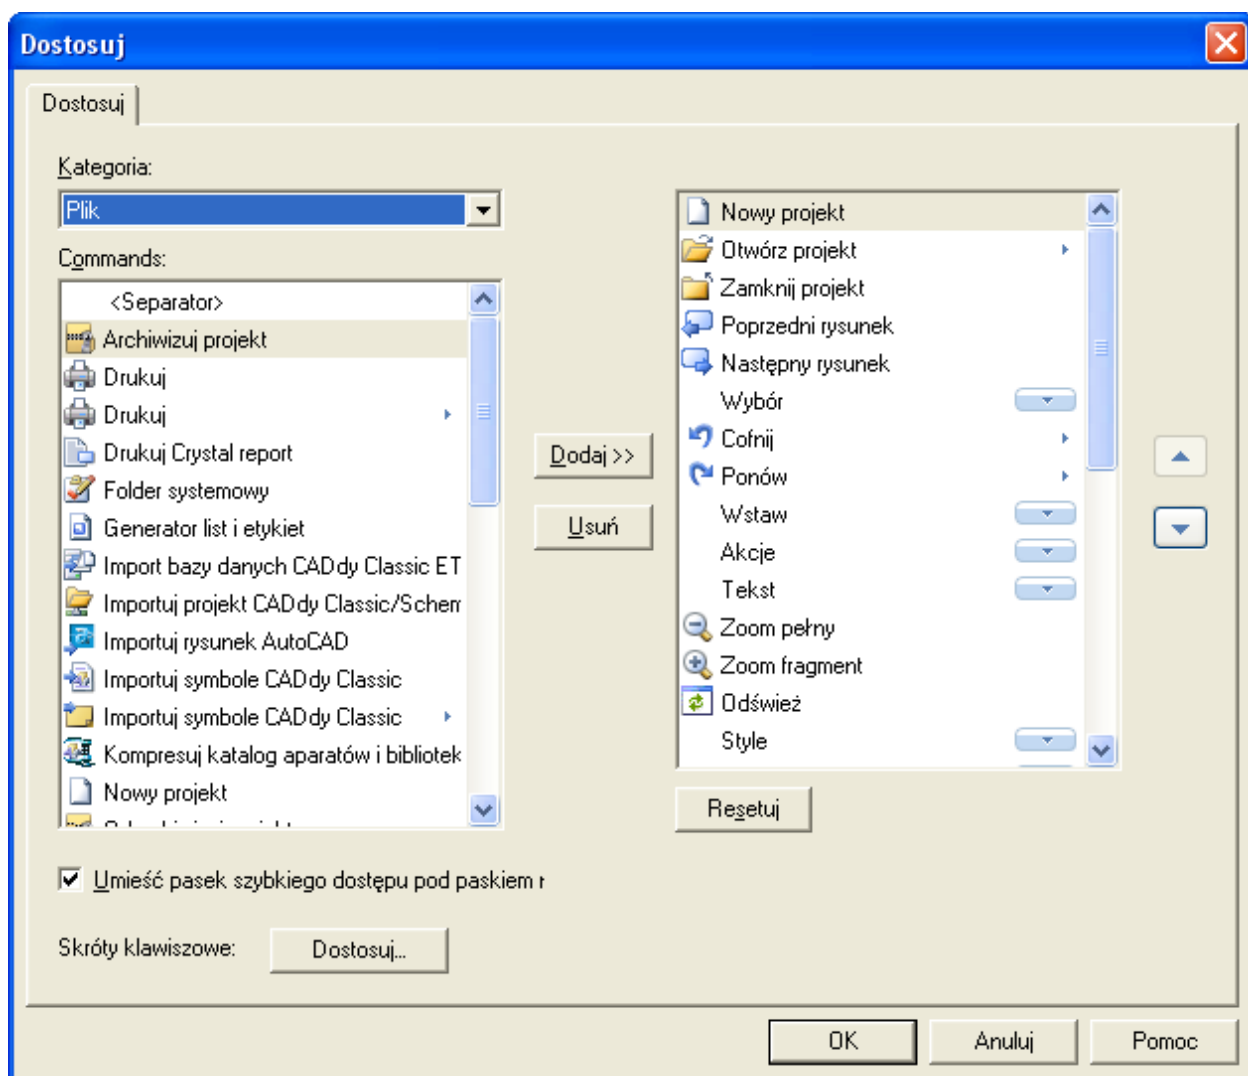 Dostosuj
Dostosuj
Kategoria:
Plik
Commands:
<Separator>
Archiwizuj projekt
Drukuj
Drukuj
Drukuj Crystal report
Folder systemowy
Generator list i etykiet
Import bazy danych CADdy Classic ET
Importuj projekt CADdy Classic/Schem
Importuj rysunek AutoCAD
Importuj symbole CADdy Classic
Importuj symbole CADdy Classic
Kompresuj katalog aparatów i bibliotek
Nowy projekt
Dodaj >>
Usuń
Nowy projekt
Otwórz projekt
Zamknij projekt
Poprzedni rysunek
Następny rysunek
Wybór
Cofnij
Ponów
Wstaw
Akcje
Tekst
Zoom pełny
Zoom fragment
Odśwież
Style
Resetuj
Umieść pasek szybkiego dostępu pod paskiem
Skróty klawiszowe:
Dostosuj...
OK
Anuluj
Pomoc